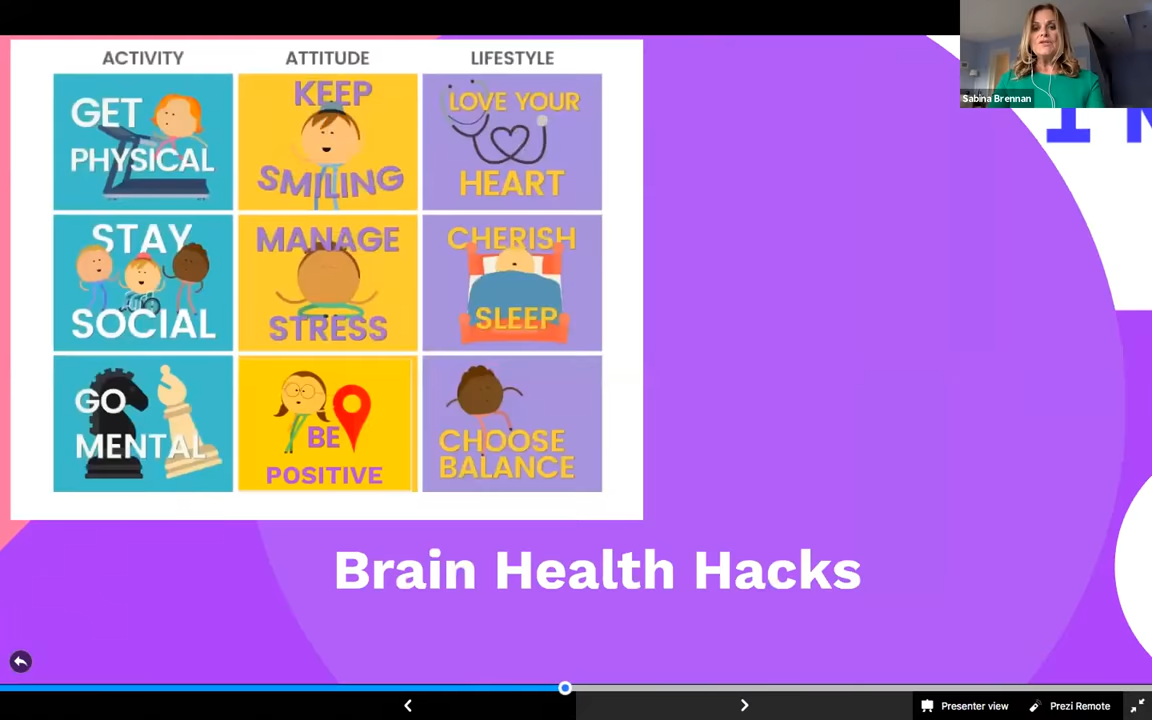 Sabina Brennan
ACTIVITY
ATTITUDE
LIFESTYLE
GET
PHYSICAL
KEEP
SMILING
LOVE YOUR
HEART
STAY
SOCIAL
MANAGE
STRESS
CHERISH
SLEEP
GO
MENTAL
BE
POSITIVE
CHOOSE
BALANCE
Brain Health Hacks
Presenter view
Prezi Remote